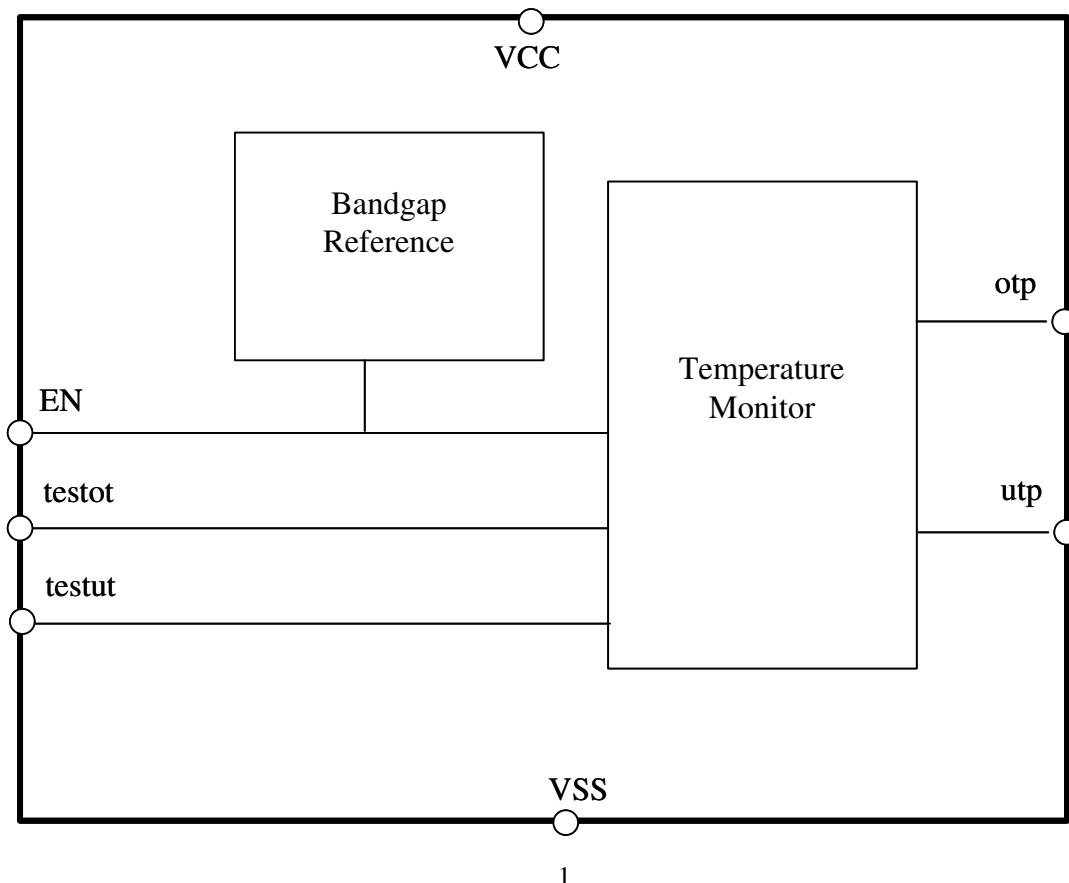 VCC
Bandgap
Reference
otp
Temperature
Monitor
EN
testot
utp
testut
VSS
1